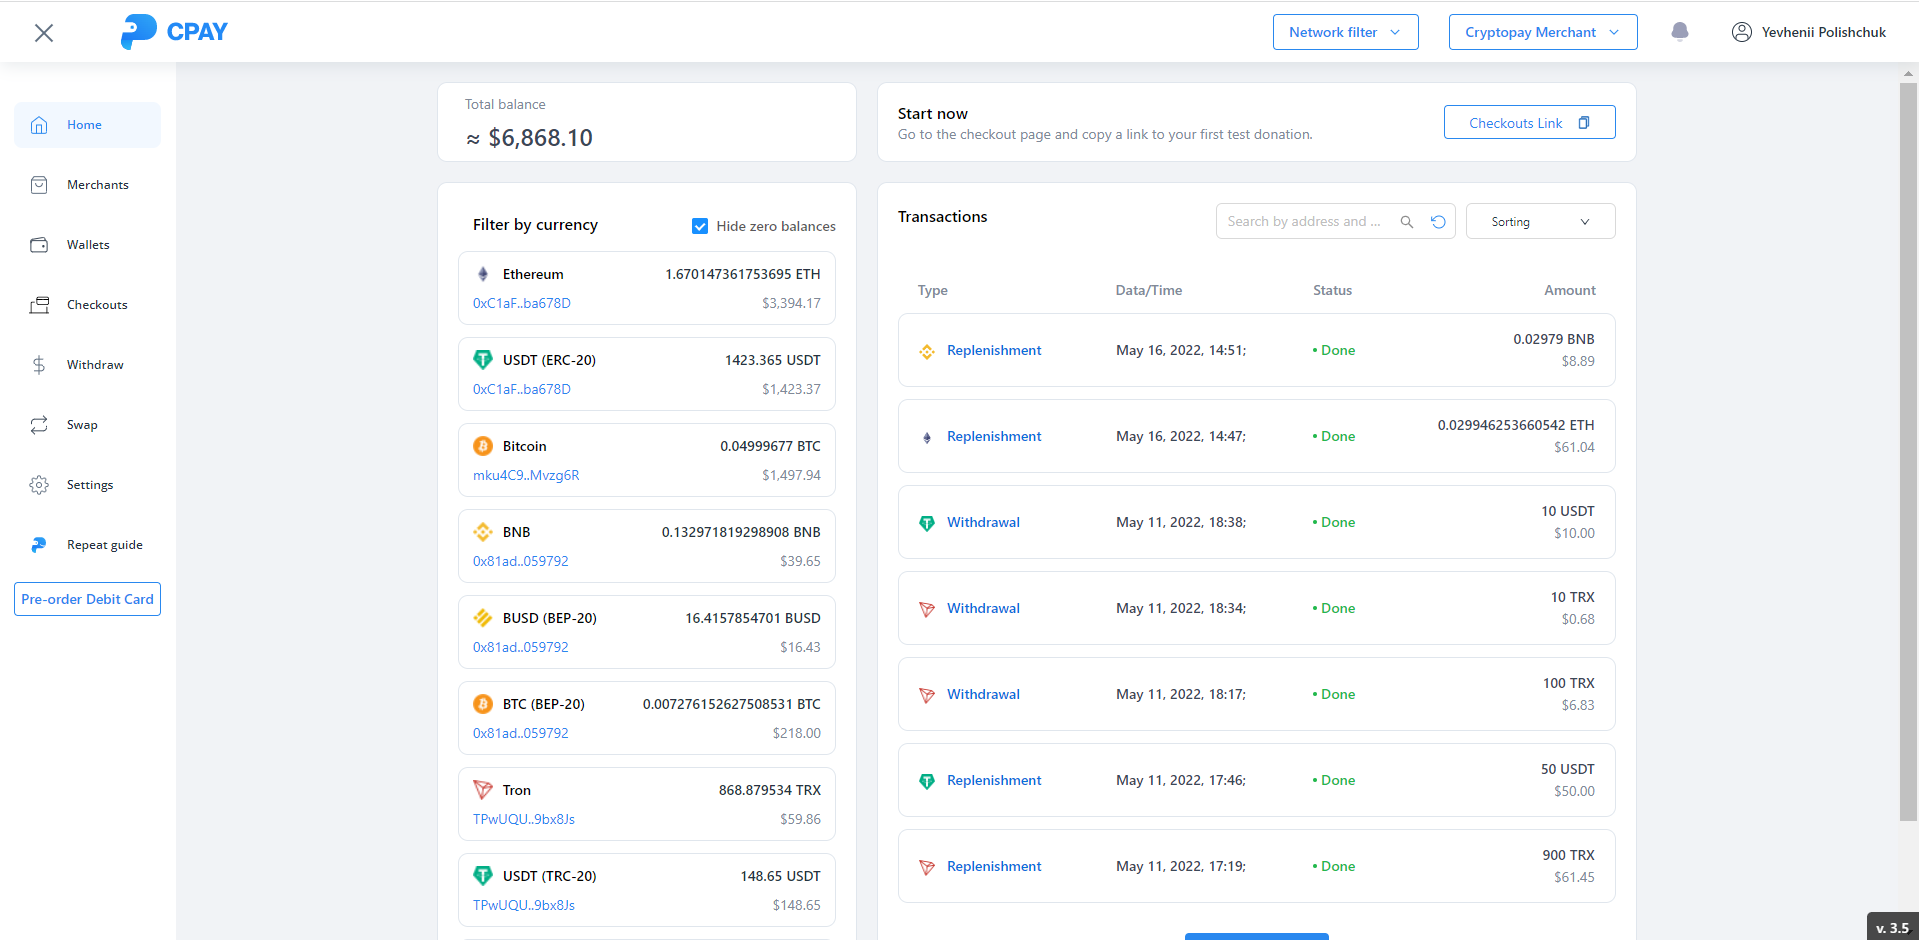 CPAY
Network filter
Cryptopay Merchant
Yevhenii Polishchuk
Home
Merchants
Wallets
Checkouts
Withdraw
Swap
Settings
Repeat guide
Pre-order Debit Card
Total balance
≈ $6,868.10
Start now
Go to the checkout page and copy a link to your first test donation.
Checkouts Link
Filter by currency
Hide zero balances
Ethereum 1.670147361753695 ETH
0xC1aF..ba678D $3,394.17
USDT (ERC-20) 1423.365 USDT
0xC1aF..ba678D $1,423.37
Bitcoin 0.04999677 BTC
mku4C9..Mvzg6R $1,497.94
BNB 0.132971819298908 BNB
0x81ad..059792 $39.65
BUSD (BEP-20) 16.4157854701 BUSD
0x81ad..059792 $16.43
BTC (BEP-20) 0.007276152627508531 BTC
0x81ad..059792 $218.00
Tron 868.879534 TRX
TPwUQU..9bx8Js $59.86
USDT (TRC-20) 148.65 USDT
TPwUQU..9bx8Js $148.65
Transactions
Search by address and ...
Sorting
Type Data/Time Status Amount
Replenishment May 16, 2022, 14:51; • Done 0.02979 BNB
$8.89
Replenishment May 16, 2022, 14:47; • Done 0.029946253660542 ETH
$61.04
Withdrawal May 11, 2022, 18:38; • Done 10 USDT
$10.00
Withdrawal May 11, 2022, 18:34; • Done 10 TRX
$0.68
Withdrawal May 11, 2022, 18:17; • Done 100 TRX
$6.83
Replenishment May 11, 2022, 17:46; • Done 50 USDT
$50.00
Replenishment May 11, 2022, 17:19; • Done 900 TRX
$61.45
v. 3.5